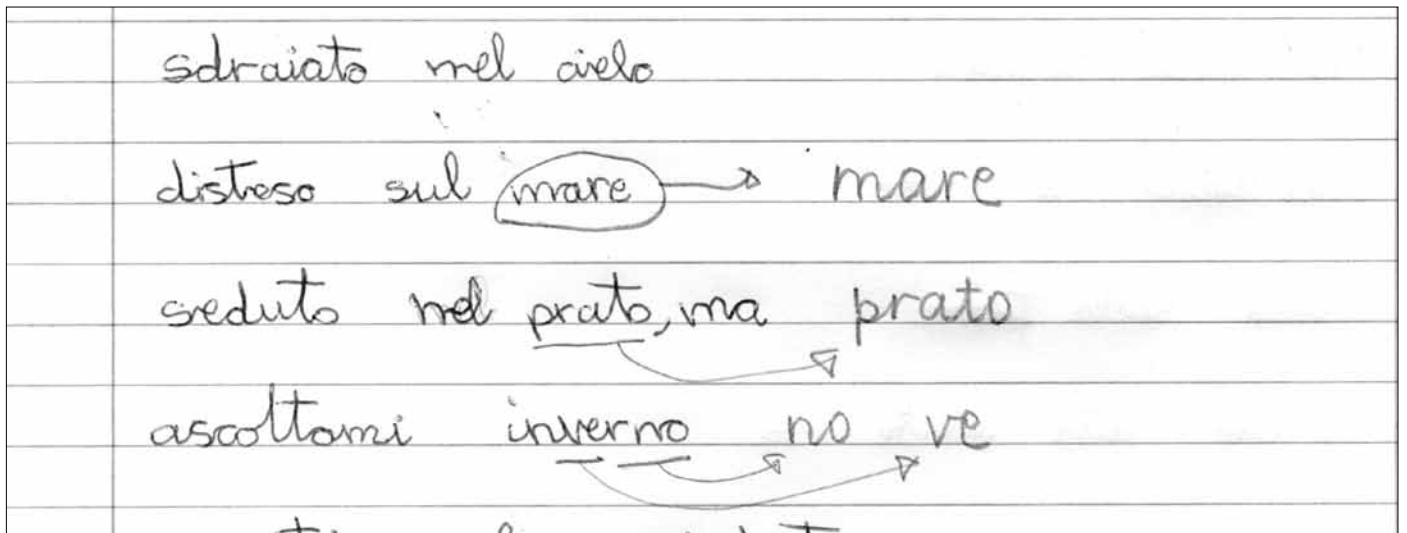 sdraiato nel cielo
disteso sul mare → mare
seduto nel prato, ma prato
ascoltami inverno no ve